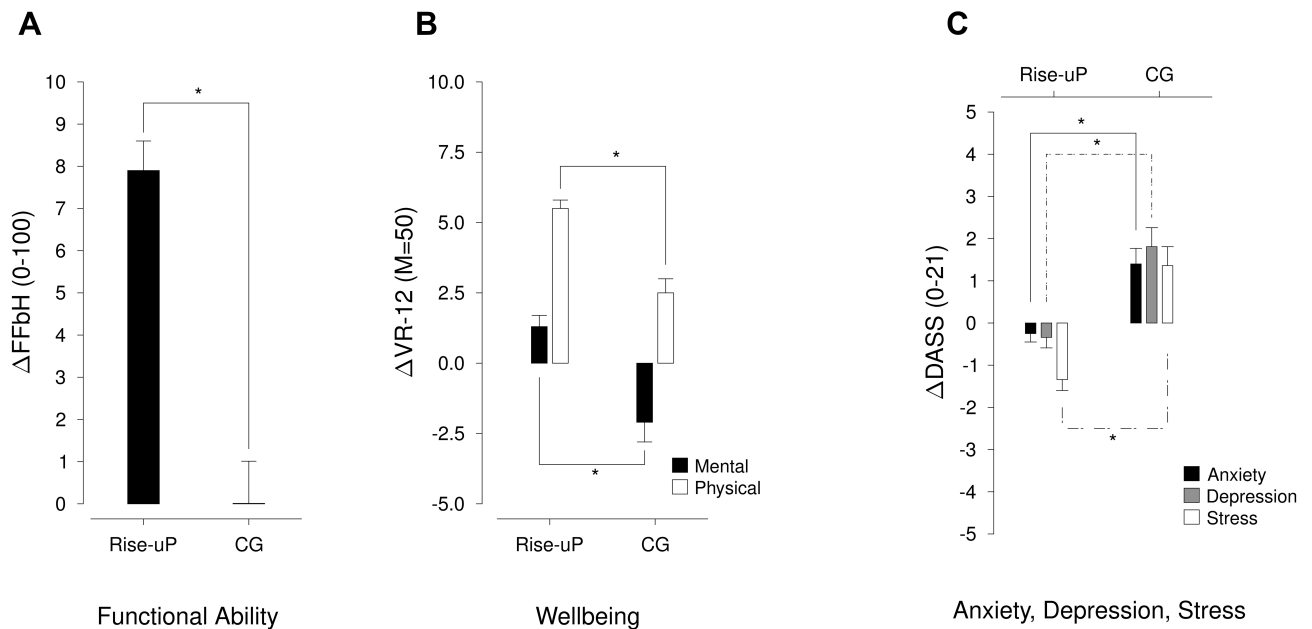 A
ΔFFbH (0-100)
10
9
8
7
6
5
4
3
2
1
0
*
Rise-uP CG
Functional Ability
B
ΔVR-12 (M=50)
10.0
7.5
5.0
2.5
0.0
-2.5
-5.0
*
*
Mental
Physical
Rise-uP CG
Wellbeing
C
Rise-uP CG
ΔDASS (0-21)
5
4
3
2
1
0
-1
-2
-3
-4
-5
*
*
*
Anxiety
Depression
Stress
Anxiety, Depression, Stress